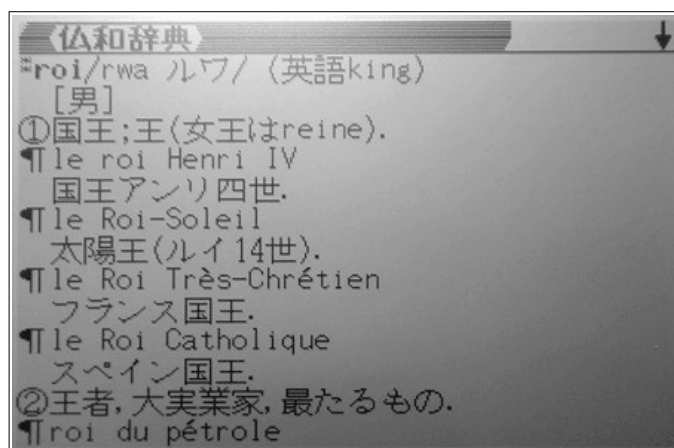 仏和辞典
*roi/rwa ルワ/ (英語king)
[男]
①国王;王(女王はreine).
¶le roi Henri IV
国王アンリ四世.
¶le Roi-Soleil
太陽王(ルイ14世).
¶le Roi Très-Chrétien
フランス国王.
¶le Roi Catholique
スペイン国王.
②王者,大実業家,最たるもの.
¶roi du pétrole